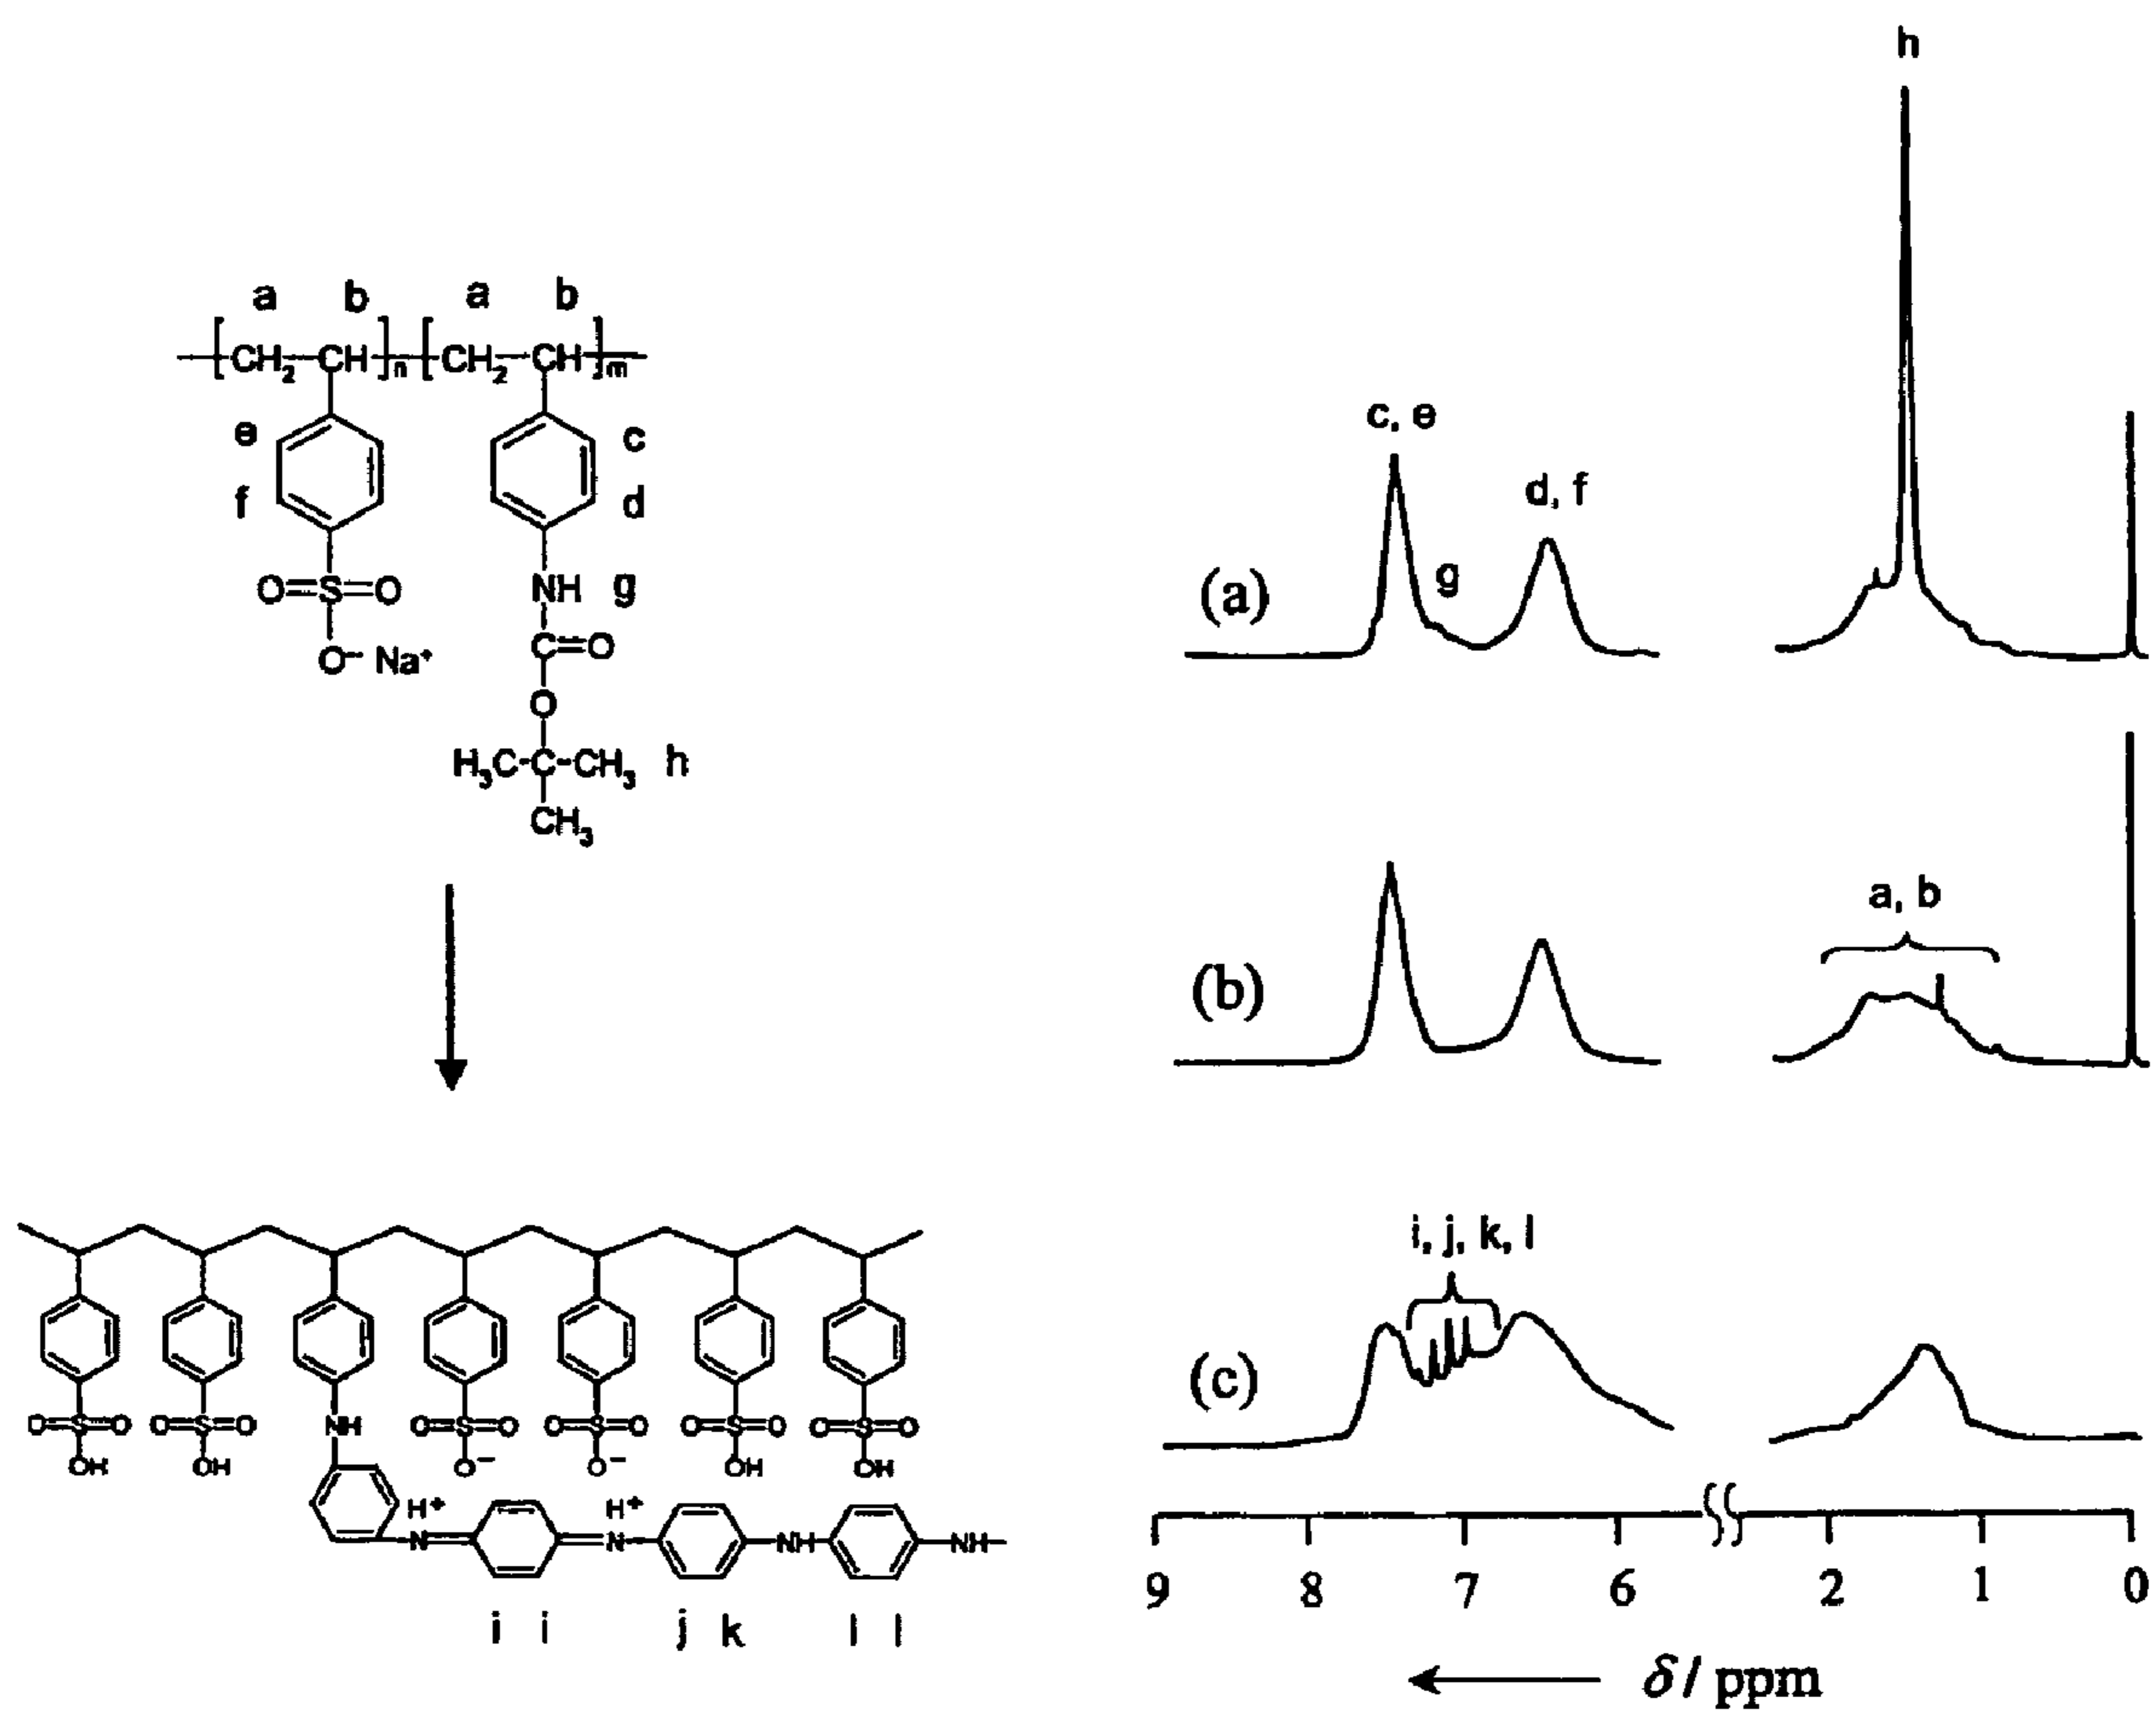 a b a b
[CH2-CH]n [CH2-CH]m
e c
f d
O=S=O NH g
O- Na+ C=O
O
H3C-C-CH3 h
CH3
O=S=O O=S=O NH O=S=O O=S=O O=S=O O=S=O
OH OH O- O- OH OH
H+ H+
N N NH NH
i i j k l l
h
c, e
d, f
g
(a)
a, b
(b)
i, j, k, l
(c)
9 8 7 6 2 1 0
δ / ppm